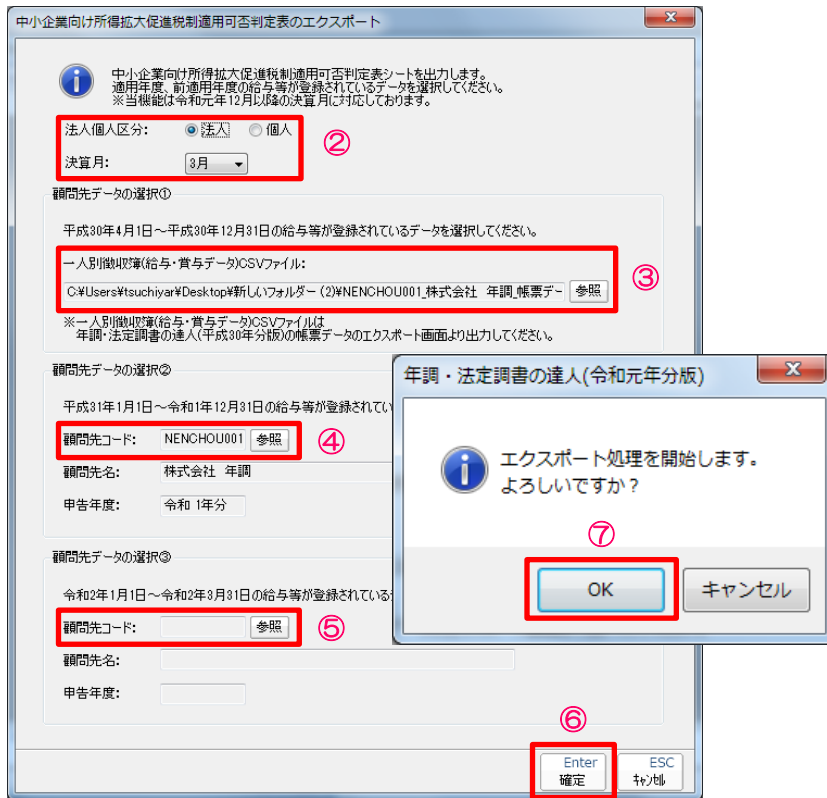 中小企業向け所得拡大促進税制適用可否判定表のエクスポート
中小企業向け所得拡大促進税制適用可否判定表シートを出力します。
適用年度、前適用年度の給与等が登録されているデータを選択してください。
※当機能は令和元年12月以降の決算月に対応しております。
法人個人区分: 法人 個人
②
決算月: 3月
顧問先データの選択①
平成30年4月1日～平成30年12月31日の給与等が登録されているデータを選択してください。
一人別徴収簿(給与・賞与データ)CSVファイル:
③
C:¥Users¥tsuchiyar¥Desktop¥新しいフォルダー (2)¥NENCHOU001_株式会社 年調_帳票デー 参照
※一人別徴収簿(給与・賞与データ)CSVファイルは
年調・法定調書の達人(平成30年分版)の帳票データのエクスポート画面より出力してください。
顧問先データの選択②
平成31年1月1日～令和1年12月31日の給与等が登録されてい
顧問先コード: NENCHOU001 参照 ④
顧問先名: 株式会社 年調
申告年度: 令和 1年分
顧問先データの選択③
令和2年1月1日～令和2年3月31日の給与等が登録されている
顧問先コード: 参照 ⑤
顧問先名:
申告年度:
⑥
Enter
確定
ESC
ｷｬﾝｾﾙ
年調・法定調書の達人(令和元年分版)
エクスポート処理を開始します。
よろしいですか？
⑦
OK キャンセル